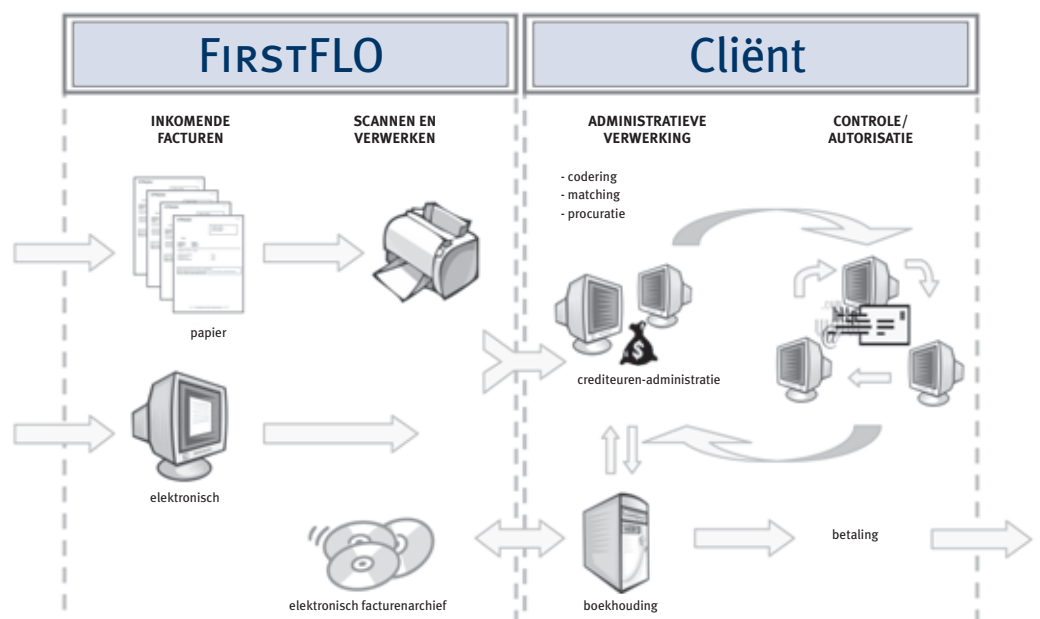 FIRSTFLO
Cliënt
INKOMENDE
FACTUREN
SCANNEN EN
VERWERKEN
ADMINISTRATIEVE
VERWERKING
CONTROLE/
AUTORISATIE
- codering
- matching
- procuratie
papier
crediteuren-administratie
elektronisch
betaling
elektronisch facturenarchief
boekhouding